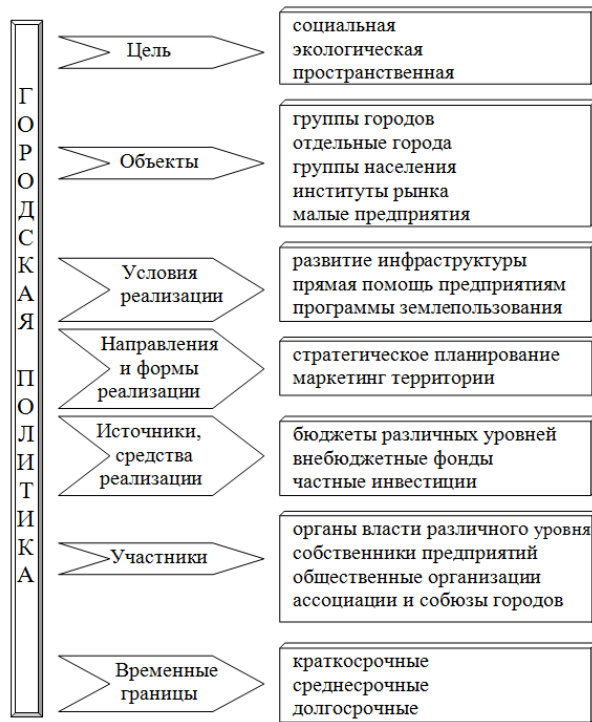 ГОРОДСКАЯ ПОЛИТИКА
Цель
социальная
экологическая
пространственная
Объекты
группы городов
отдельные города
группы населения
институты рынка
малые предприятия
Условия
реализации
развитие инфраструктуры
прямая помощь предприятиям
программы землепользования
Направления
и формы
реализации
стратегическое планирование
маркетинг территории
Источники,
средства
реализации
бюджеты различных уровней
внебюджетные фонды
частные инвестиции
Участники
органы власти различного уровня
собственники предприятий
общественные организации
ассоциации и собюзы городов
Временные
границы
краткосрочные
среднесрочные
долгосрочные